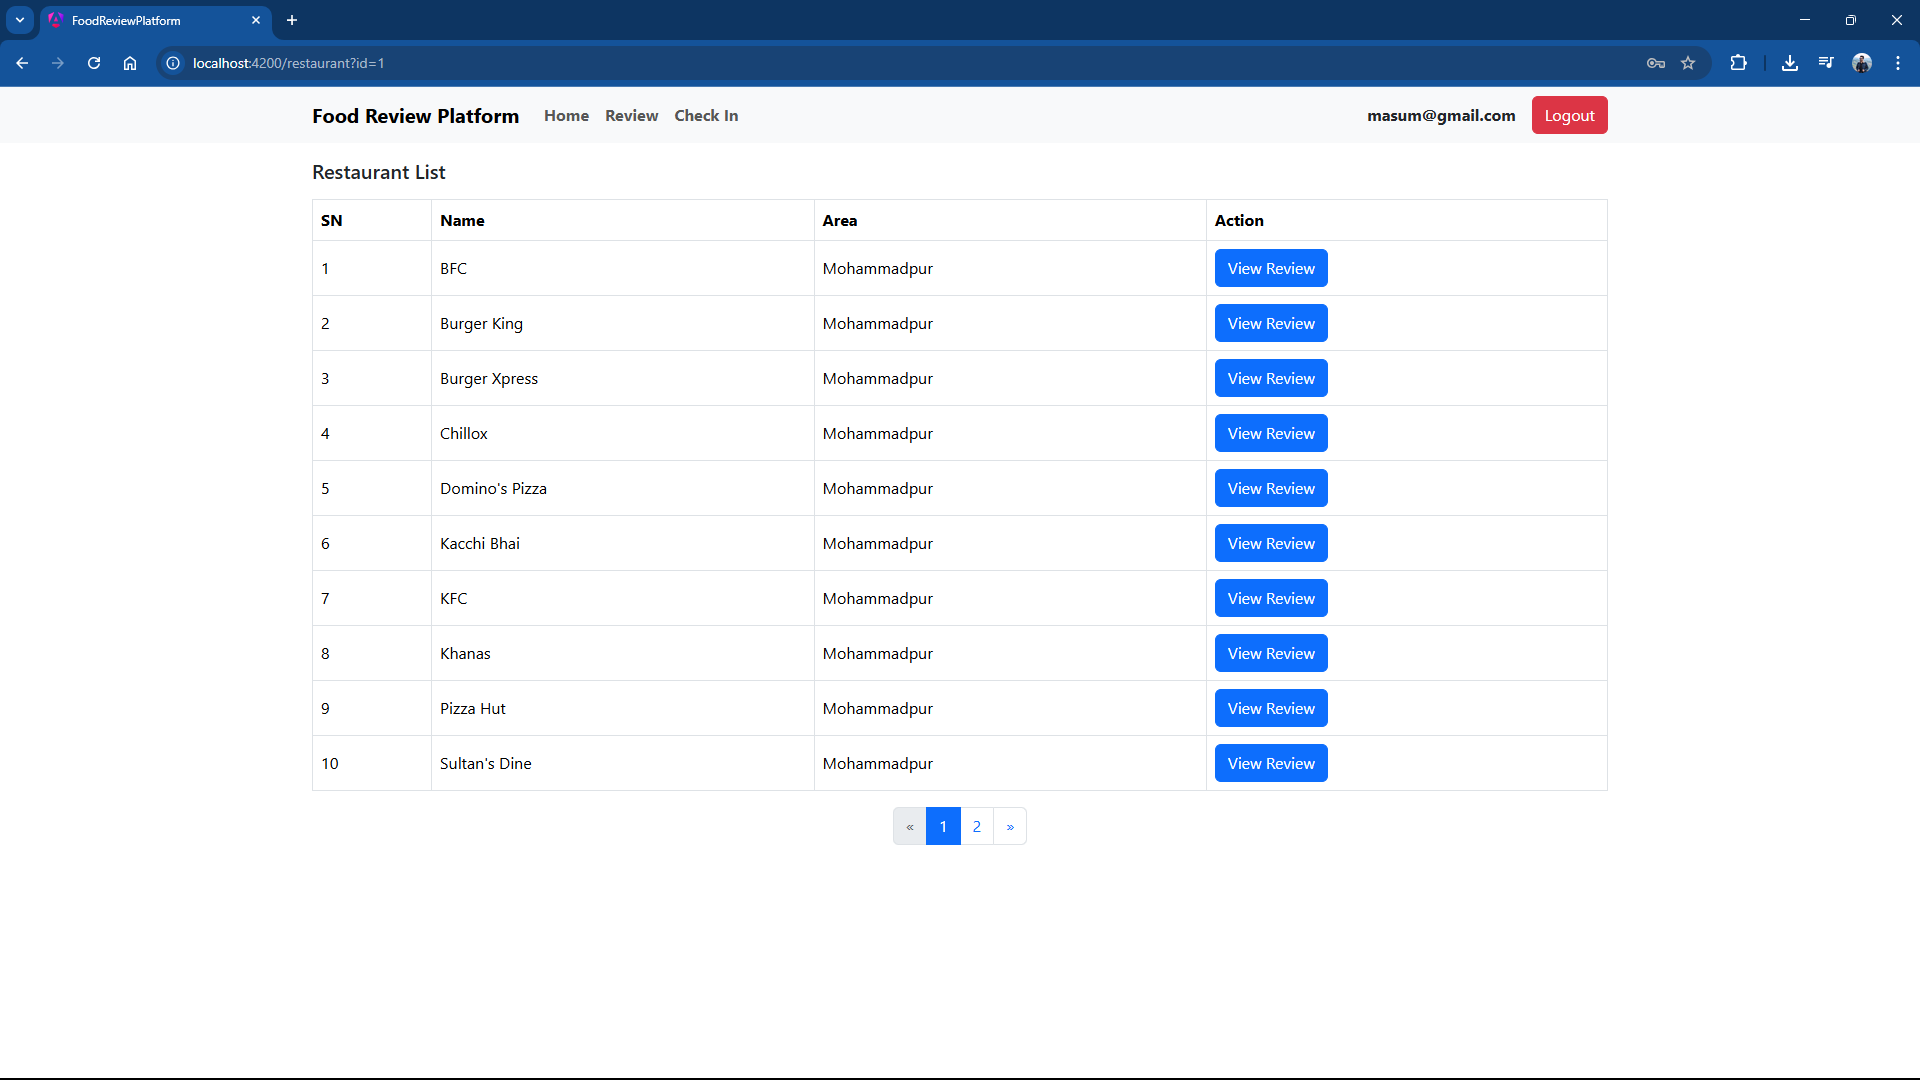 FoodReviewPlatform
localhost:4200/restaurant?id=1
Food Review Platform Home Review Check In masum@gmail.com Logout
Restaurant List
SN Name Area Action
1 BFC Mohammadpur View Review
2 Burger King Mohammadpur View Review
3 Burger Xpress Mohammadpur View Review
4 Chillox Mohammadpur View Review
5 Domino's Pizza Mohammadpur View Review
6 Kacchi Bhai Mohammadpur View Review
7 KFC Mohammadpur View Review
8 Khanas Mohammadpur View Review
9 Pizza Hut Mohammadpur View Review
10 Sultan's Dine Mohammadpur View Review
« 1 2 »